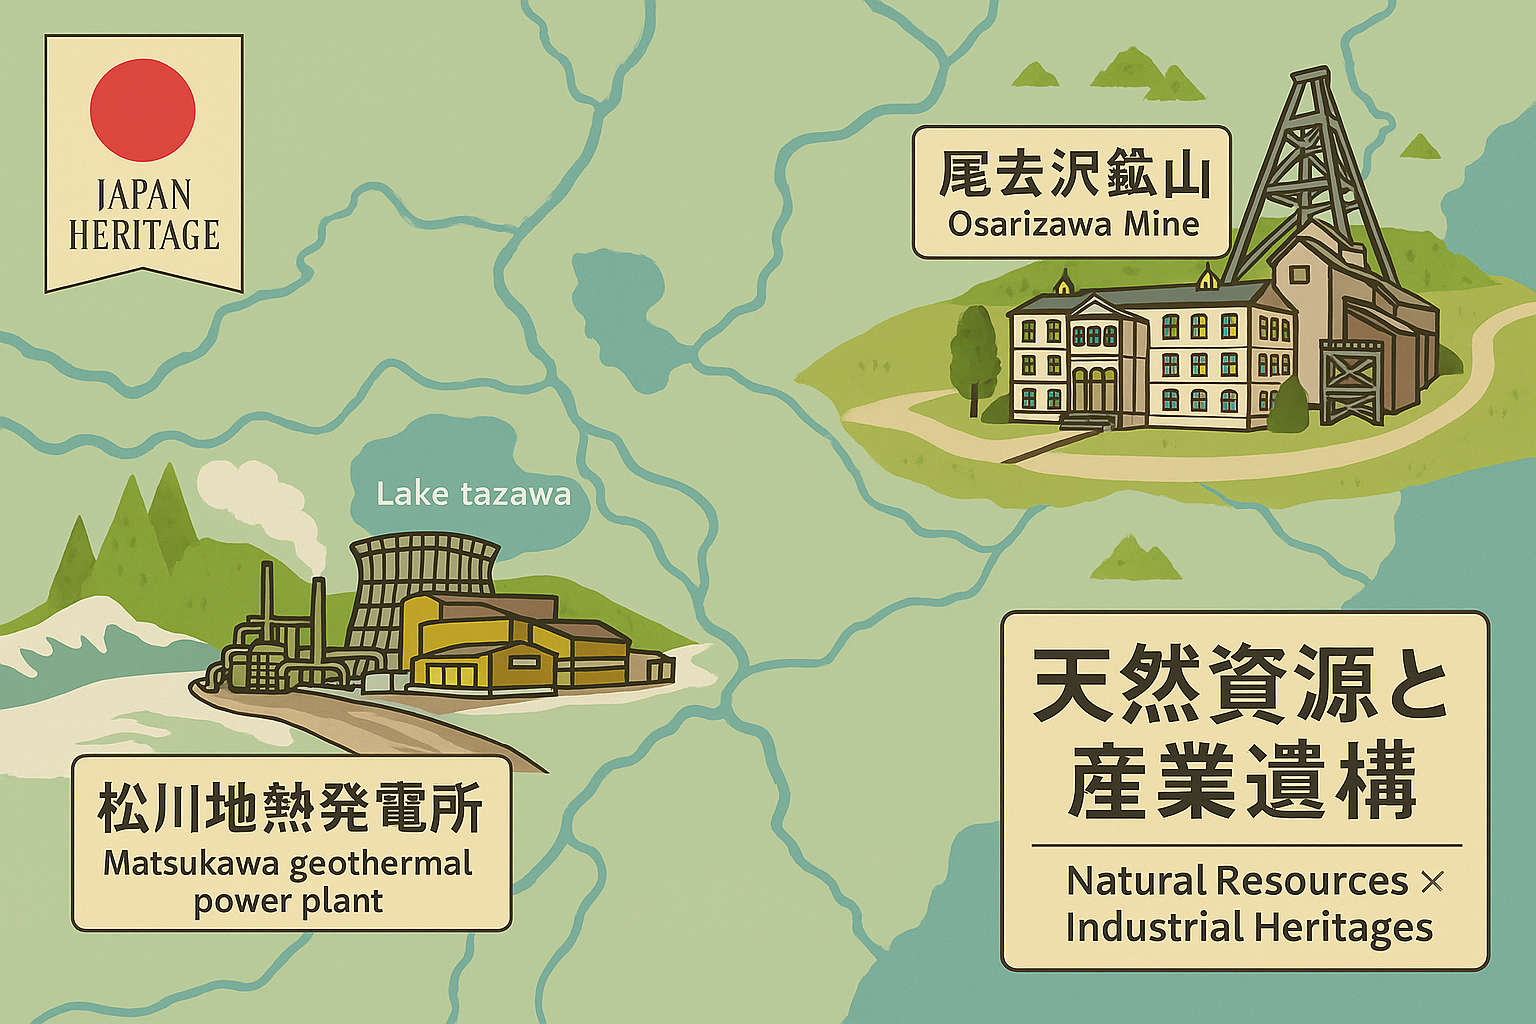 JAPAN
HERITAGE
尾去沢鉱山
Osarizawa Mine
Lake tazawa
松川地熱発電所
Matsukawa geothermal
power plant
天然資源と
産業遺構
Natural Resources ×
Industrial Heritages